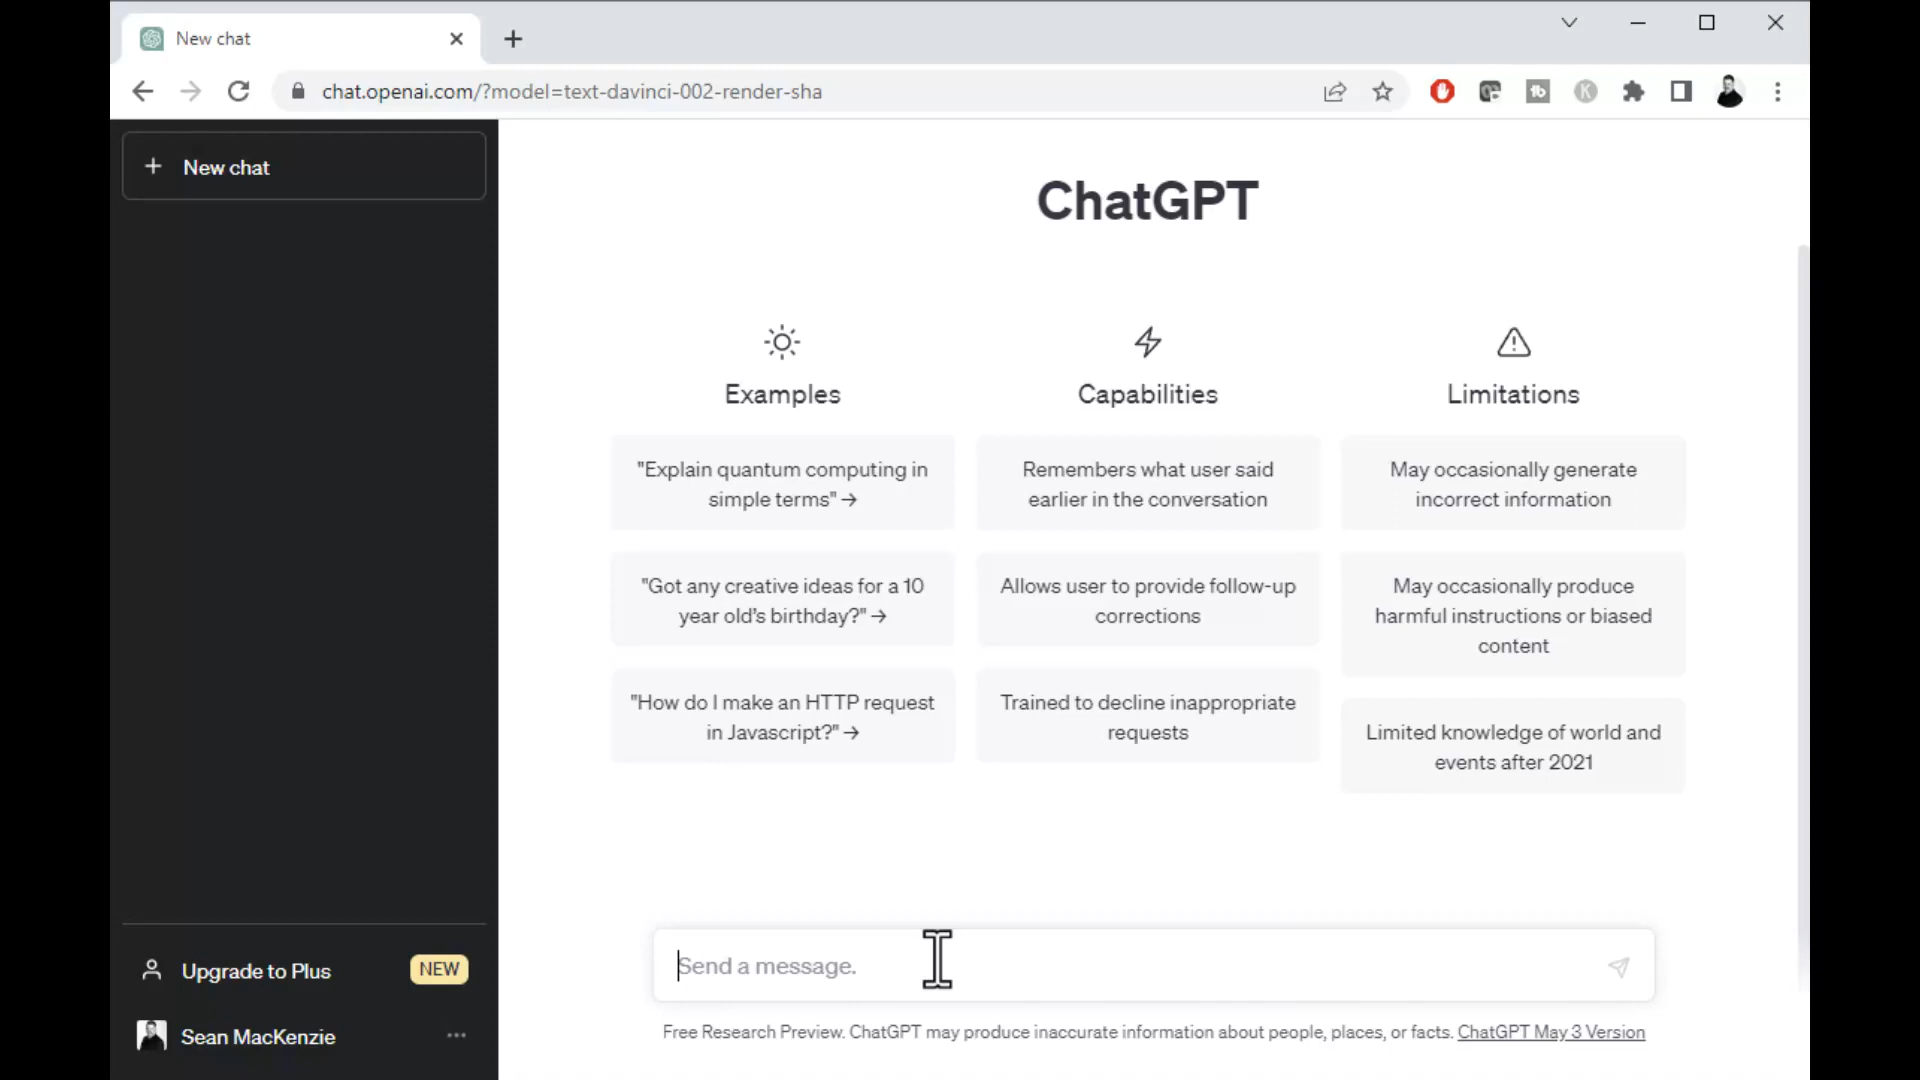 New chat
chat.openai.com/?model=text-davinci-002-render-sha
New chat
ChatGPT
Examples
"Explain quantum computing in
simple terms" →
"Got any creative ideas for a 10
year old's birthday?" →
"How do I make an HTTP request
in Javascript?" →
Capabilities
Remembers what user said
earlier in the conversation
Allows user to provide follow-up
corrections
Trained to decline inappropriate
requests
Limitations
May occasionally generate
incorrect information
May occasionally produce
harmful instructions or biased
content
Limited knowledge of world and
events after 2021
Upgrade to Plus NEW
Sean MacKenzie
Send a message.
Free Research Preview. ChatGPT may produce inaccurate information about people, places, or facts. ChatGPT May 3 Version